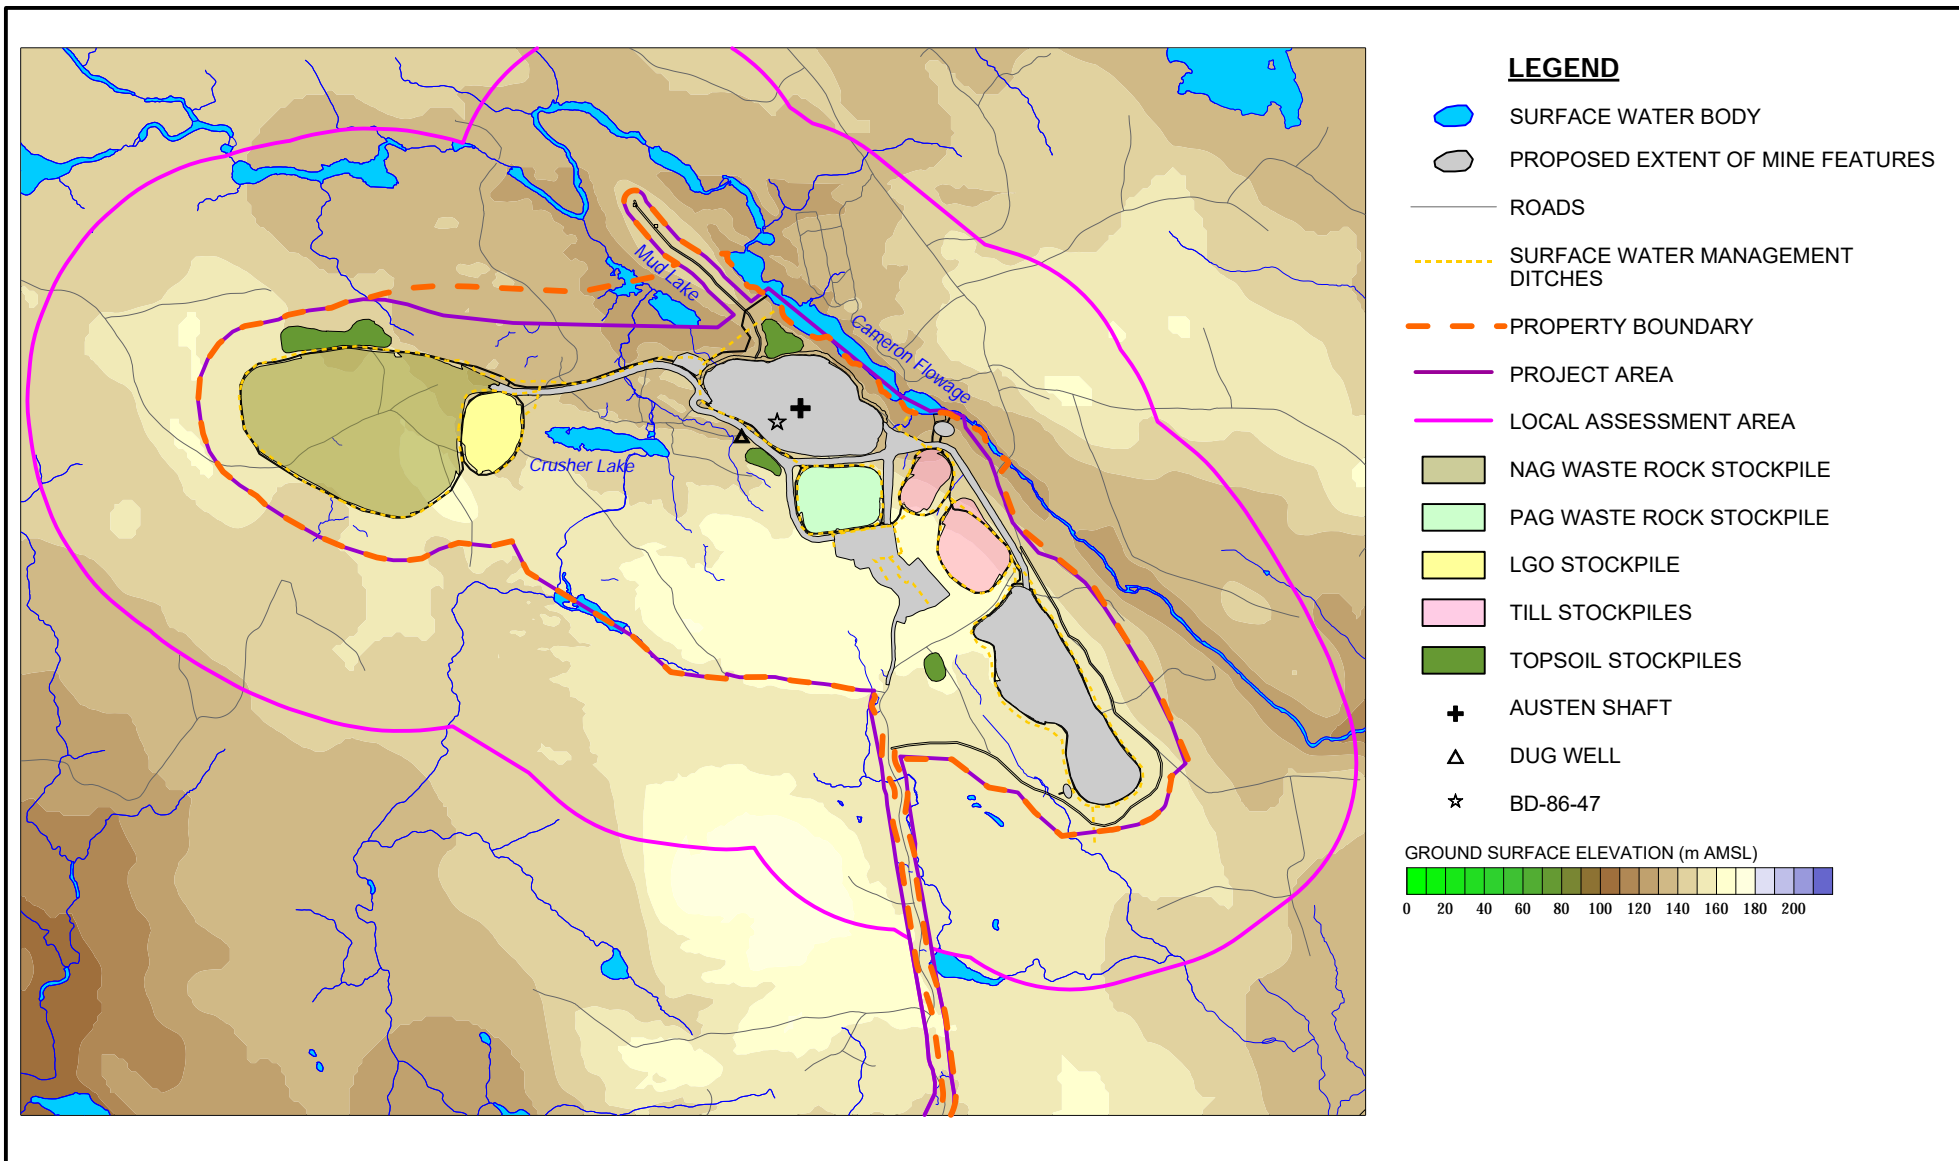 Mud Lake
Cameron Flowage
Crusher Lake
LEGEND
SURFACE WATER BODY
PROPOSED EXTENT OF MINE FEATURES
ROADS
SURFACE WATER MANAGEMENT
DITCHES
PROPERTY BOUNDARY
PROJECT AREA
LOCAL ASSESSMENT AREA
NAG WASTE ROCK STOCKPILE
PAG WASTE ROCK STOCKPILE
LGO STOCKPILE
TILL STOCKPILES
TOPSOIL STOCKPILES
AUSTEN SHAFT
DUG WELL
BD-86-47
GROUND SURFACE ELEVATION (m AMSL)
0 20 40 60 80 100 120 140 160 180 200